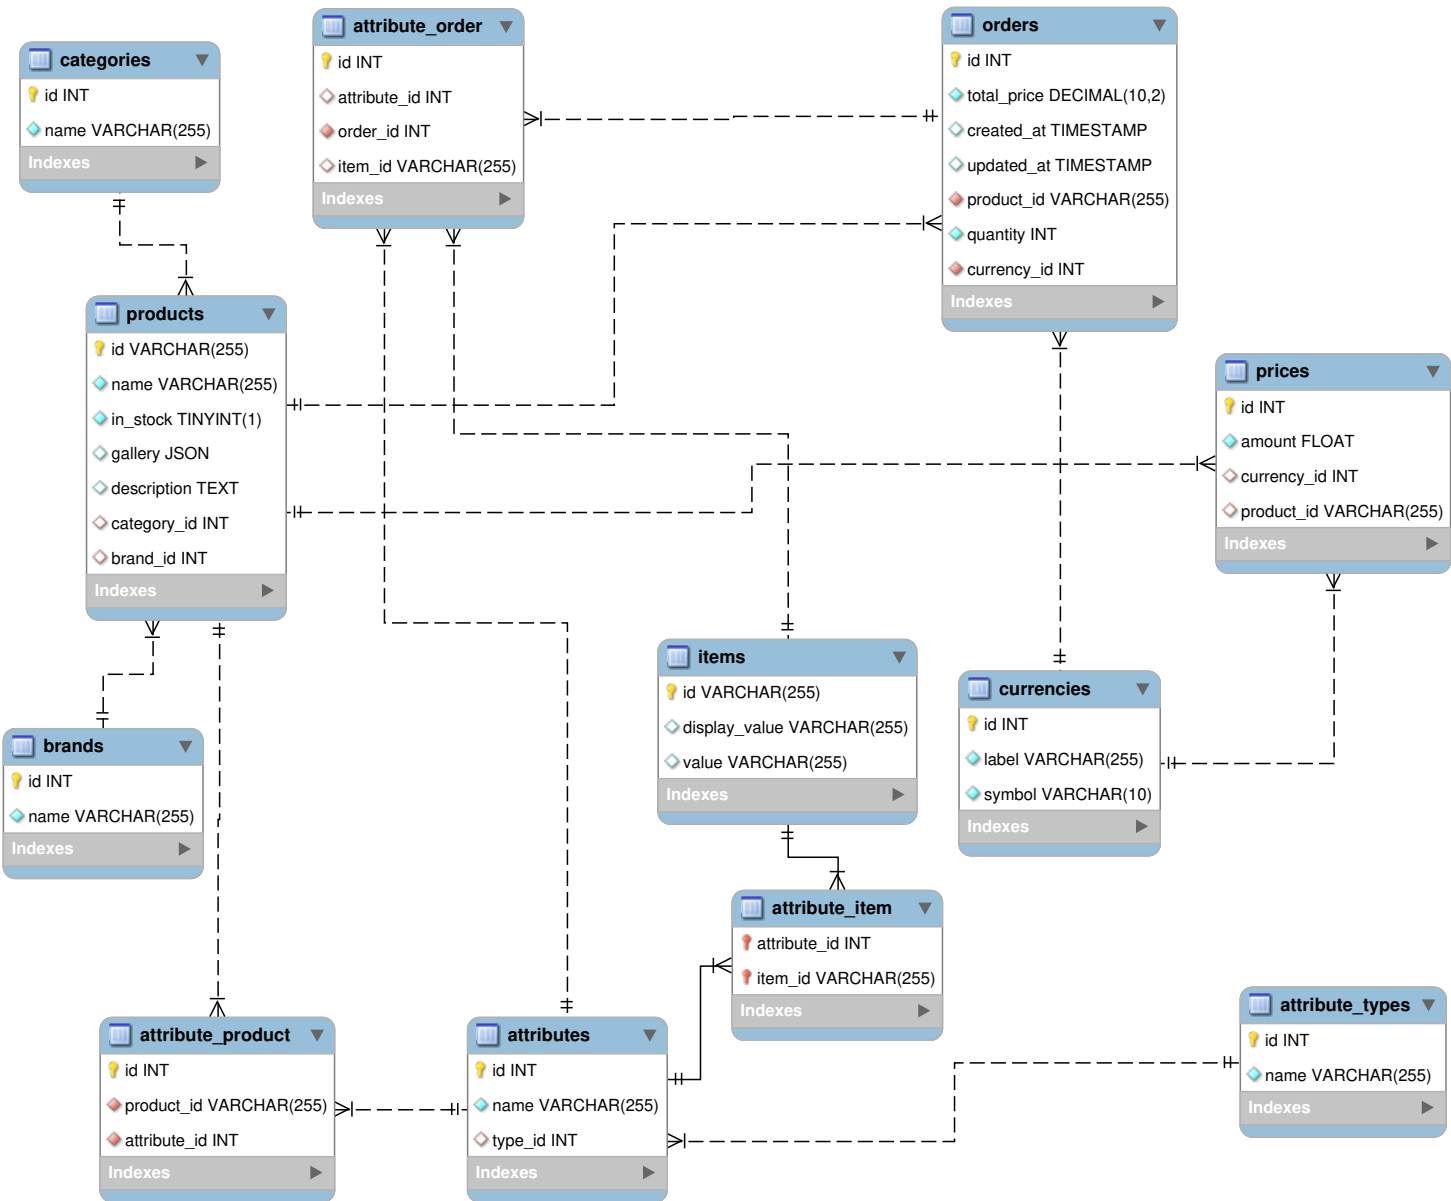 categories
id INT
name VARCHAR(255)
Indexes
attribute_order
id INT
attribute_id INT
order_id INT
item_id VARCHAR(255)
Indexes
orders
id INT
total_price DECIMAL(10,2)
created_at TIMESTAMP
updated_at TIMESTAMP
product_id VARCHAR(255)
quantity INT
currency_id INT
Indexes
products
id VARCHAR(255)
name VARCHAR(255)
in_stock TINYINT(1)
gallery JSON
description TEXT
category_id INT
brand_id INT
Indexes
prices
id INT
amount FLOAT
currency_id INT
product_id VARCHAR(255)
Indexes
brands
id INT
name VARCHAR(255)
Indexes
items
id VARCHAR(255)
display_value VARCHAR(255)
value VARCHAR(255)
Indexes
currencies
id INT
label VARCHAR(255)
symbol VARCHAR(10)
Indexes
attribute_item
attribute_id INT
item_id VARCHAR(255)
Indexes
attribute_product
id INT
product_id VARCHAR(255)
attribute_id INT
Indexes
attributes
id INT
name VARCHAR(255)
type_id INT
Indexes
attribute_types
id INT
name VARCHAR(255)
Indexes